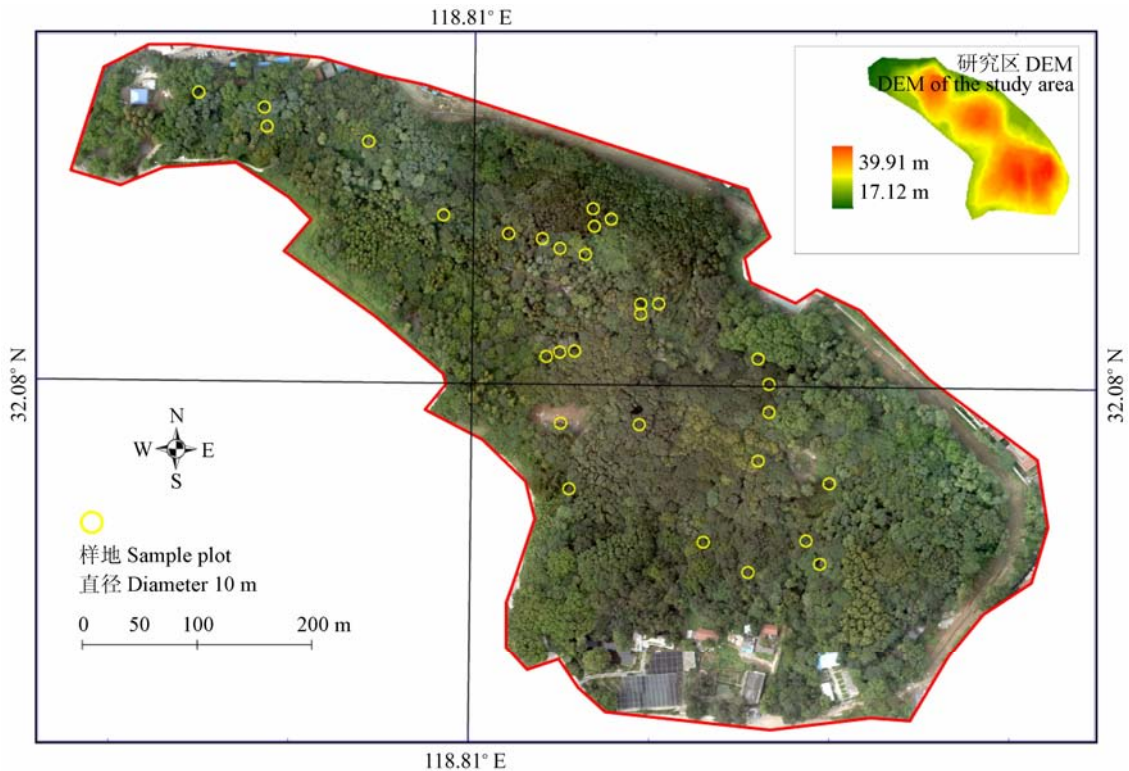 118.81° E
研究区 DEM
DEM of the study area
39.91 m
17.12 m
32.08° N
32.08° N
N
W E
S
样地 Sample plot
直径 Diameter 10 m
0 50 100 200 m
118.81° E